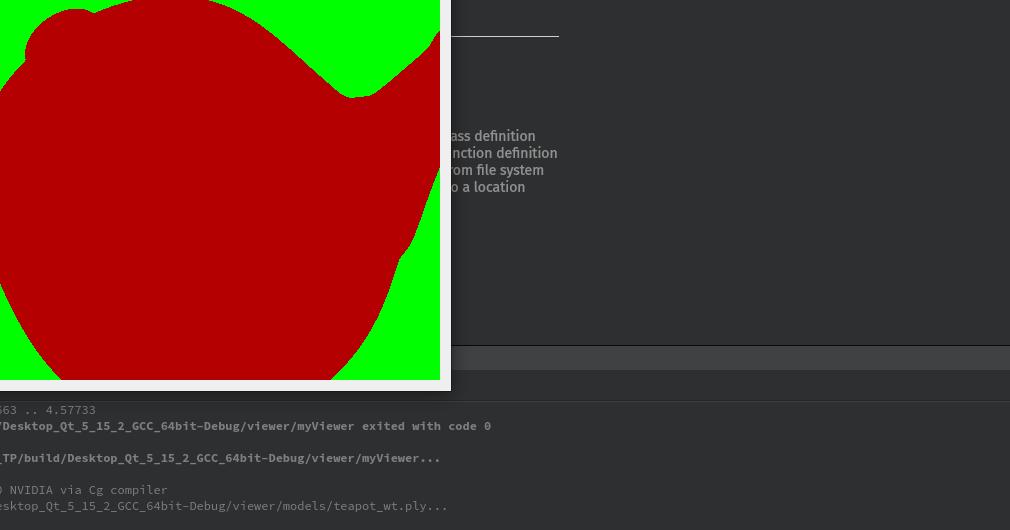 ass definition
nction definition
rom file system
o a location
563 .. 4.57733
/Desktop_Qt_5_15_2_GCC_64bit-Debug/viewer/myViewer exited with code 0
_TP/build/Desktop_Qt_5_15_2_GCC_64bit-Debug/viewer/myViewer...
0 NVIDIA via Cg compiler
esktop_Qt_5_15_2_GCC_64bit-Debug/viewer/models/teapot_wt.ply...